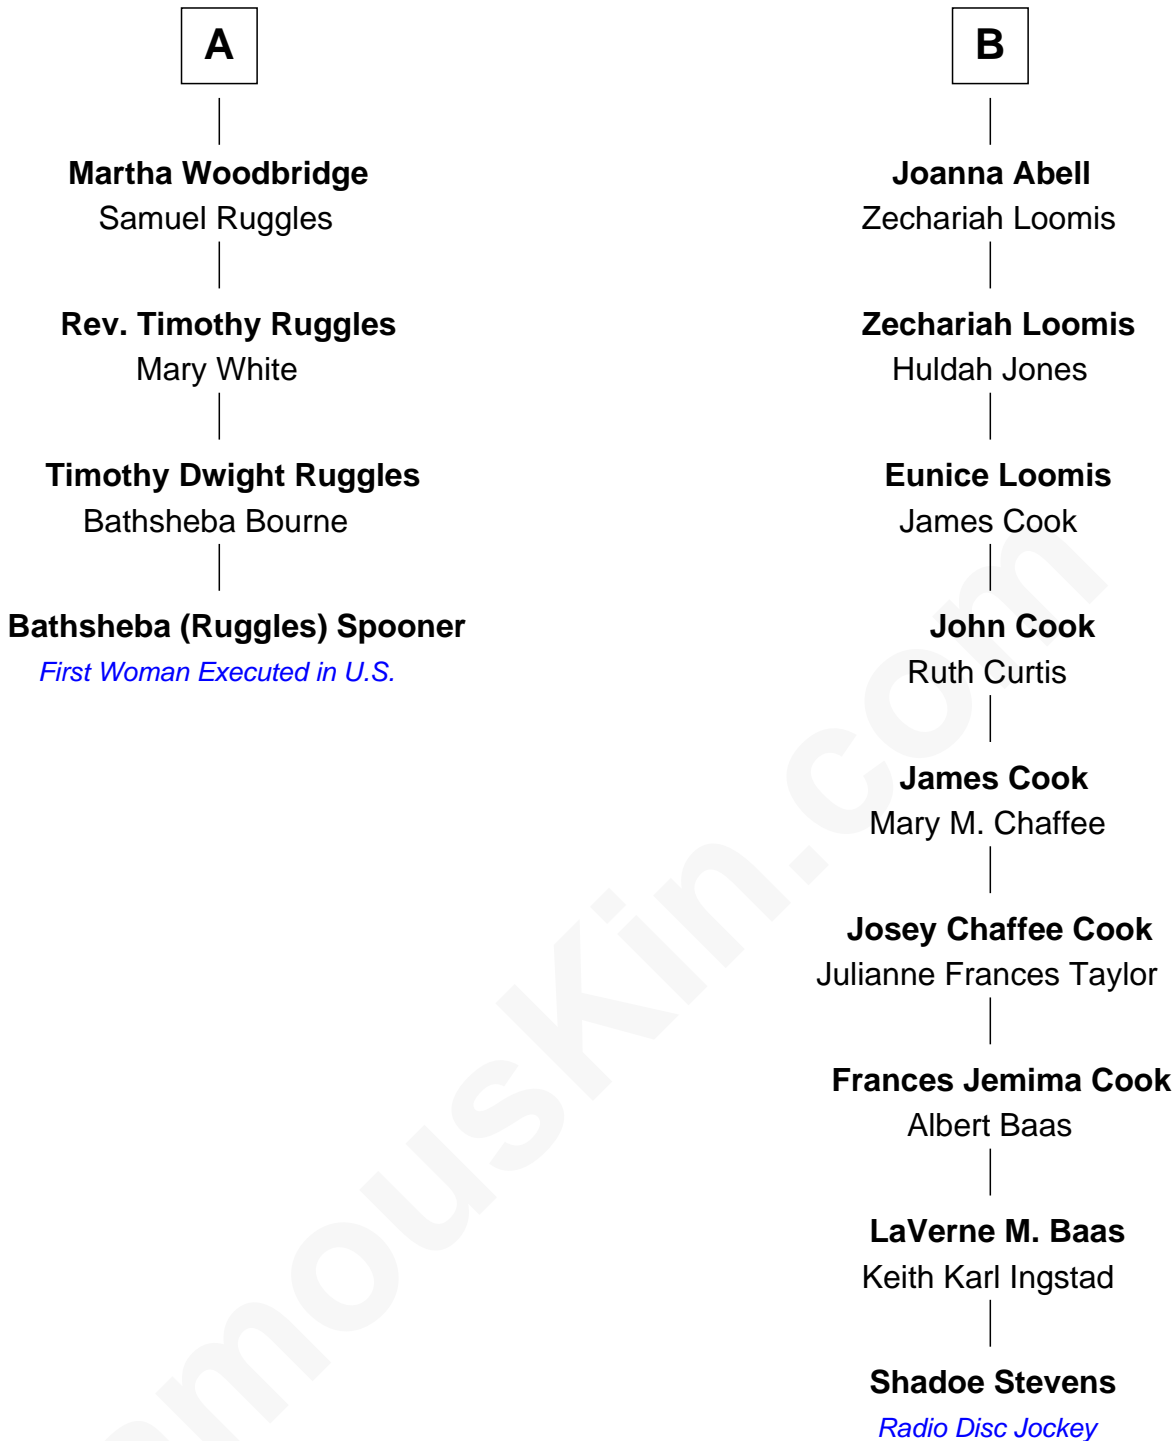 A
Martha Woodbridge
Samuel Ruggles
Rev. Timothy Ruggles
Mary White
Timothy Dwight Ruggles
Bathsheba Bourne
Bathsheba (Ruggles) Spooner
First Woman Executed in U.S.
B
Joanna Abell
Zechariah Loomis
Zechariah Loomis
Huldah Jones
Eunice Loomis
James Cook
John Cook
Ruth Curtis
James Cook
Mary M. Chaffee
Josey Chaffee Cook
Julianne Frances Taylor
Frances Jemima Cook
Albert Baas
LaVerne M. Baas
Keith Karl Ingstad
Shadoe Stevens
Radio Disc Jockey
mouskin.com